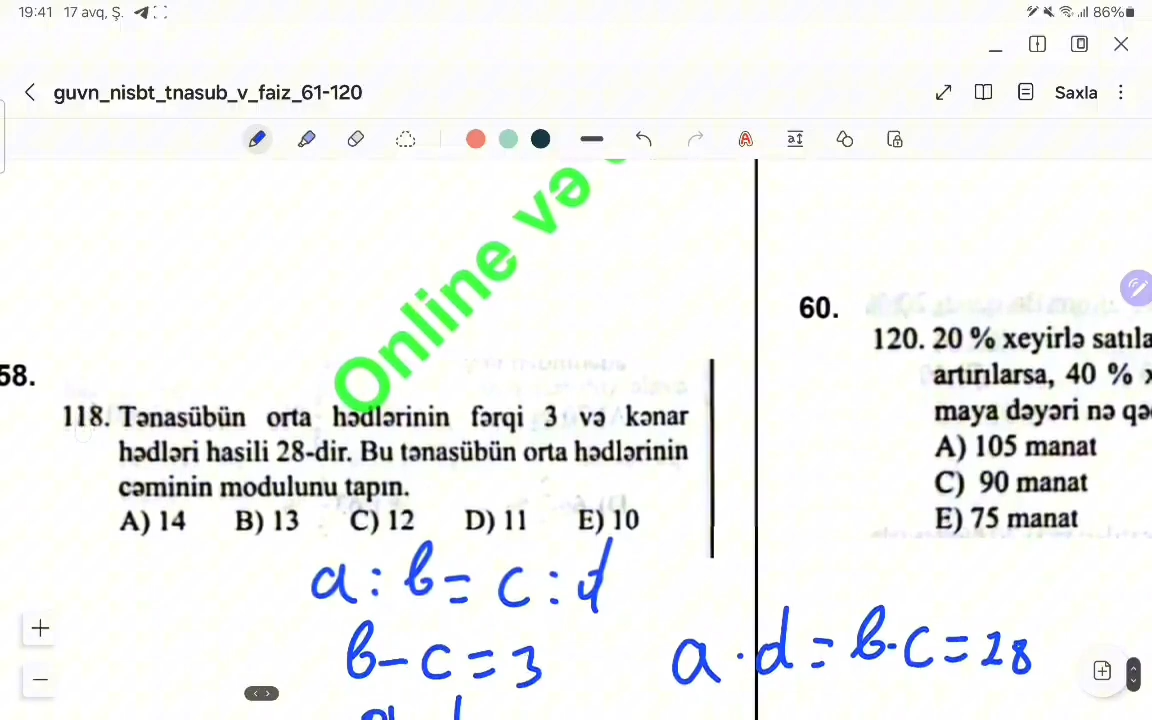 19:41 17 avq, Ş. 86%
guvn_nisbt_tnasub_v_faiz_61-120
Saxla
Online və
58.
118. Tənasübün orta hədlərinin fərqi 3 və kənar
hədləri hasili 28-dir. Bu tənasübün orta hədlərinin
cəminin modulunu tapın.
A) 14 B) 13 C) 12 D) 11 E) 10
a : b = c : d
b - c = 3
a · d = b · c = 28
60.
120. 20 % xeyirlə satıla
artırılarsa, 40 % x
maya dəyəri nə qə
A) 105 manat
C) 90 manat
E) 75 manat